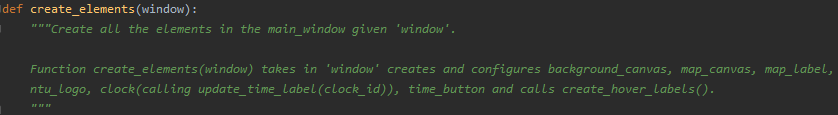 def create_elements(window):
"""Create all the elements in the main_window given 'window'.
Function create_elements(window) takes in 'window' creates and configures background_canvas, map_canvas, map_label,
ntu_logo, clock(calling update_time_label(clock_id)), time_button and calls create_hover_labels().
"""